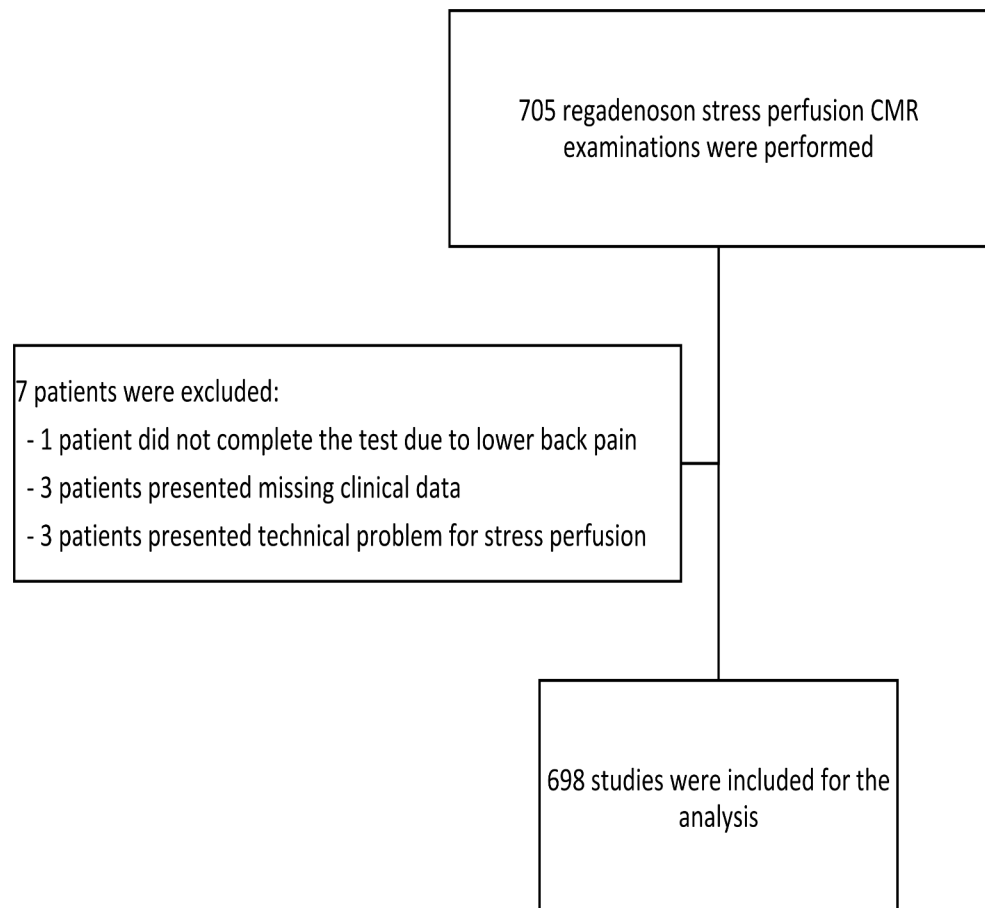 705 regadenoson stress perfusion CMR
examinations were performed
7 patients were excluded:
- 1 patient did not complete the test due to lower back pain
- 3 patients presented missing clinical data
- 3 patients presented technical problem for stress perfusion
698 studies were included for the
analysis